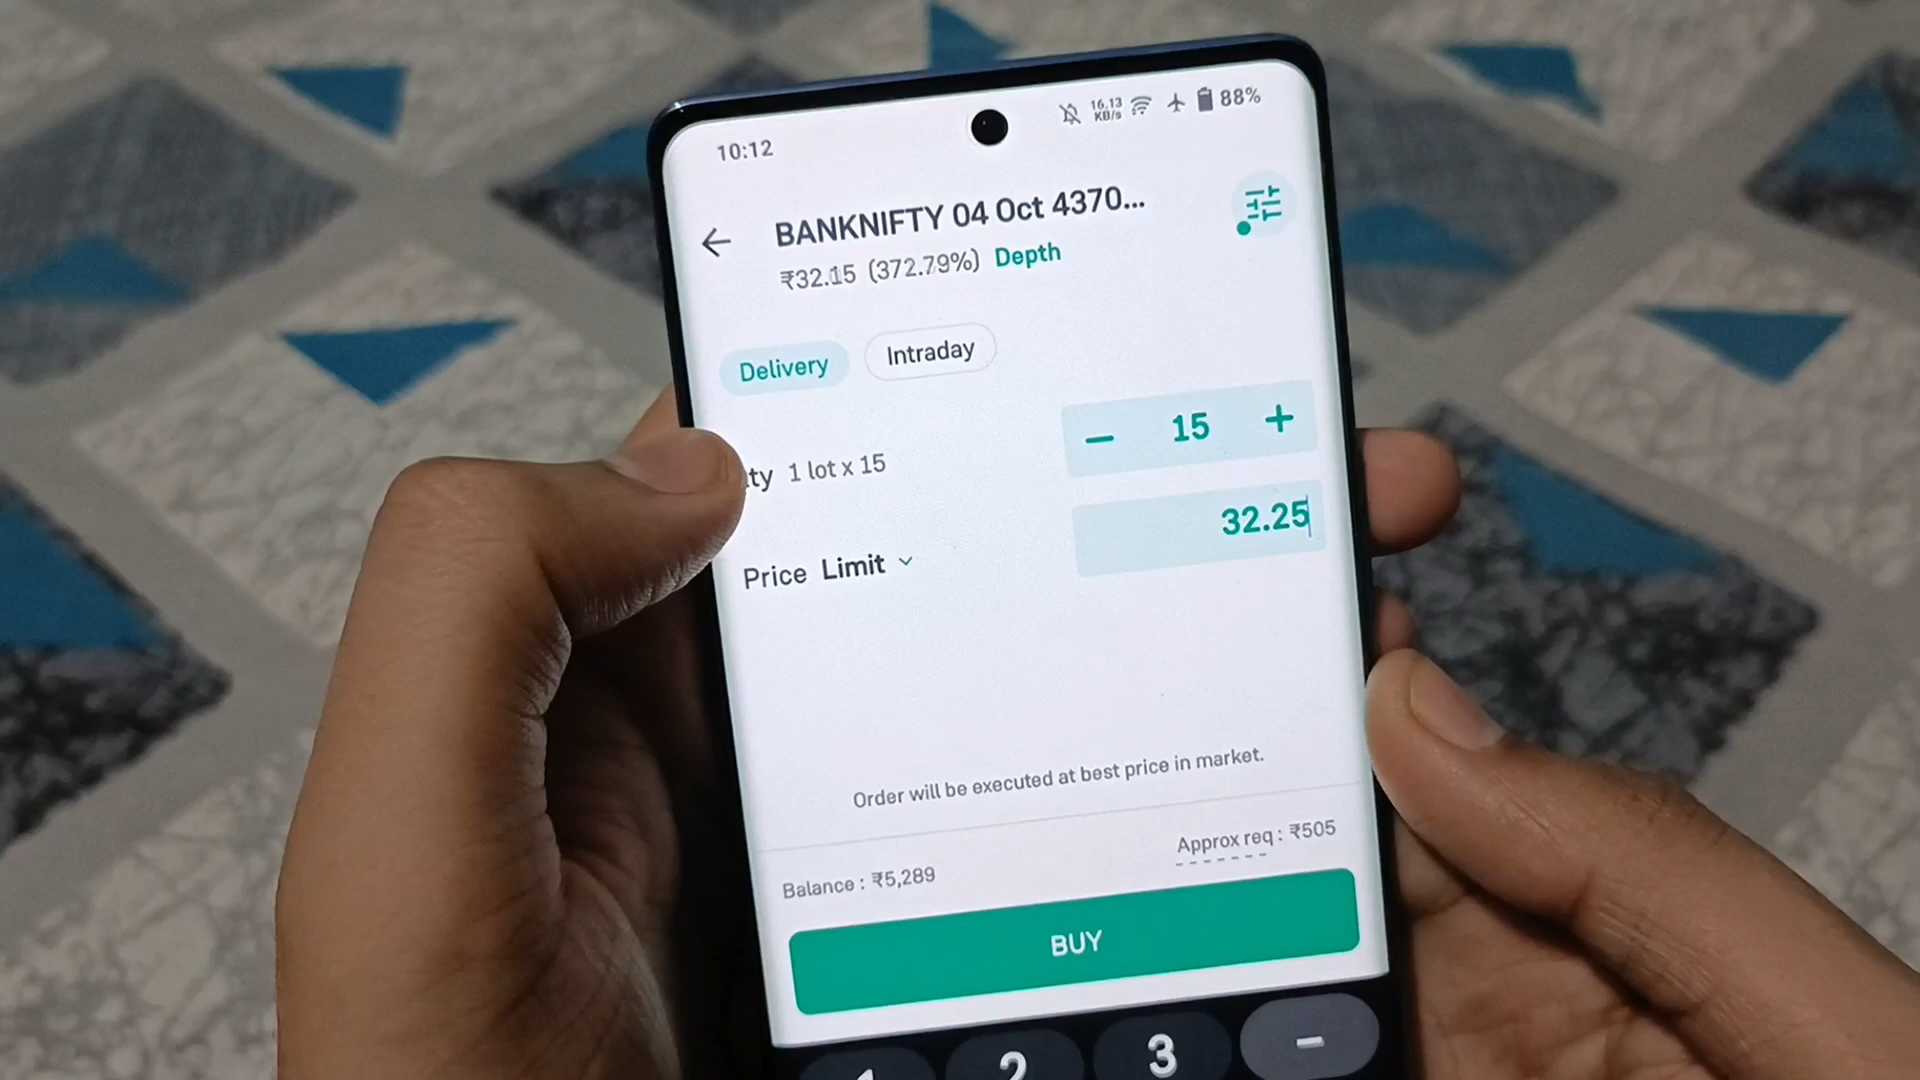 10:12 16.13 KB/s 88%
BANKNIFTY 04 Oct 4370...
₹32.15 (372.79%) Depth
Delivery Intraday
ty 1 lot x 15 − 15 +
Price Limit 32.25
Order will be executed at best price in market.
Balance : ₹5,289 Approx req : ₹505
BUY
2 3 −